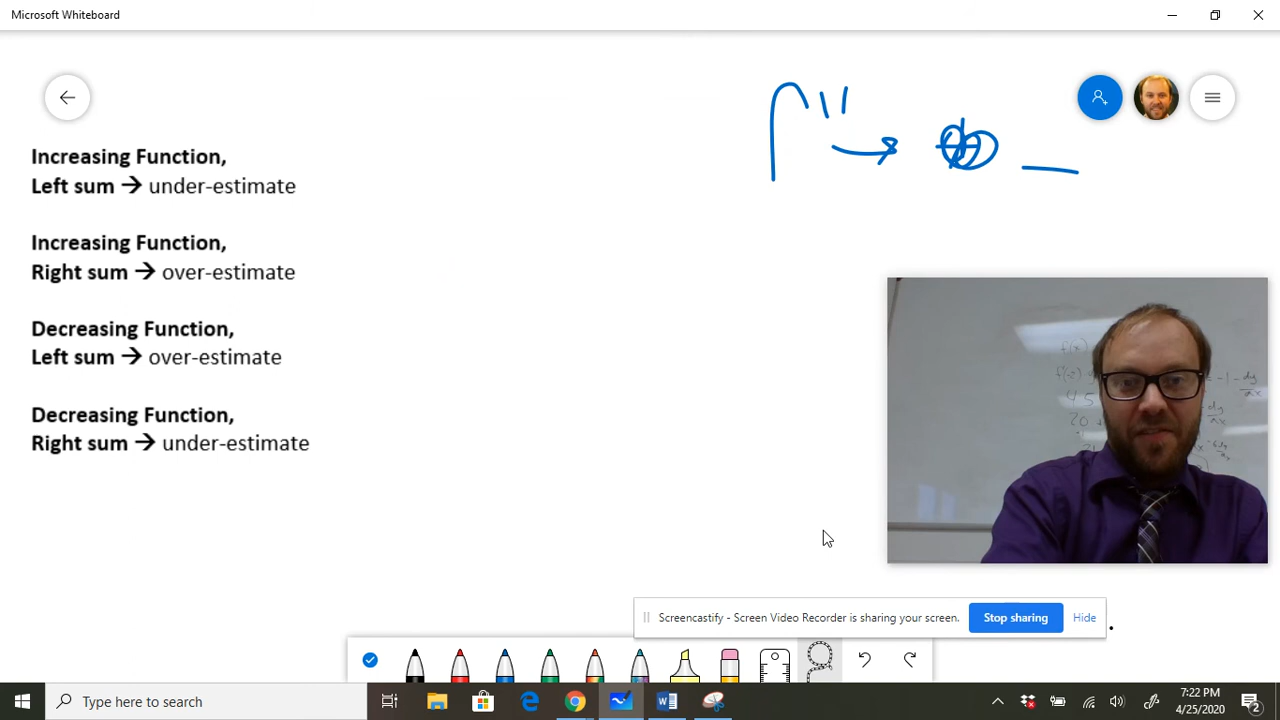 Microsoft Whiteboard
Increasing Function,
Left sum → under-estimate
Increasing Function,
Right sum → over-estimate
Decreasing Function,
Left sum → over-estimate
Decreasing Function,
Right sum → under-estimate
Screencastify - Screen Video Recorder is sharing your screen.
Stop sharing
Hide
Type here to search
7:22 PM
4/25/2020
2